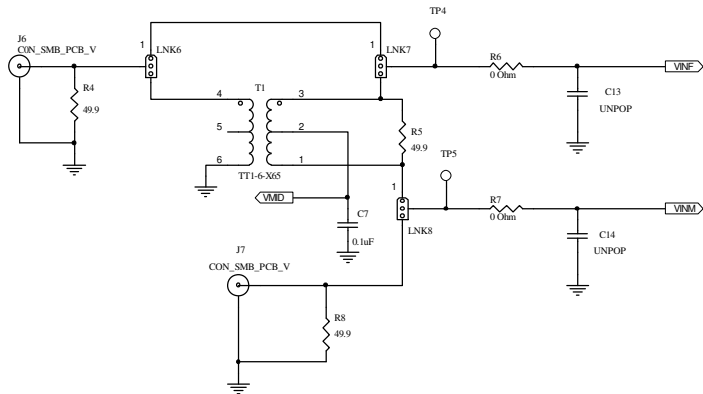 TP4
J6
CON_SMB_PCB_V
1
LNK6
1
LNK7
R6
0 Ohm
VINF
R4
49.9
T1
4
3
C13
UNPOP
5
2
R5
49.9
6
1
TT1-6-X65
TP5
VMID
1
R7
0 Ohm
VINM
C7
0.1uF
LNK8
C14
UNPOP
J7
CON_SMB_PCB_V
R8
49.9